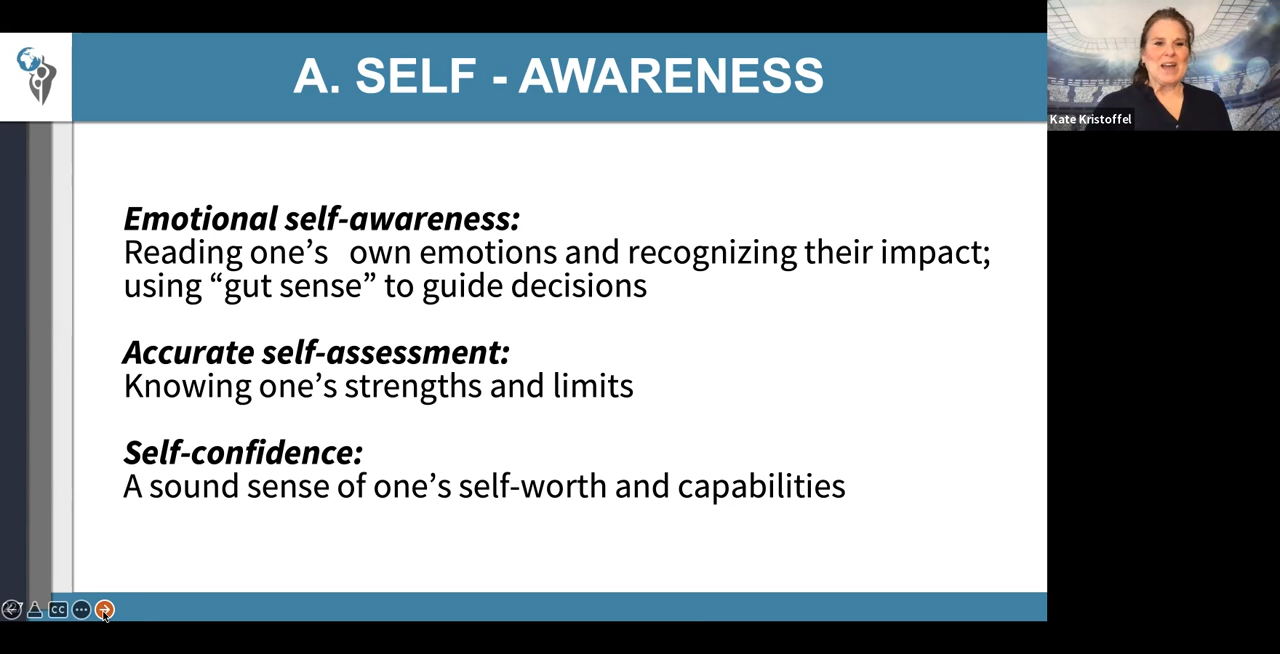 A. SELF - AWARENESS
Kate Kristoffel
Emotional self-awareness:
Reading one’s own emotions and recognizing their impact;
using “gut sense” to guide decisions
Accurate self-assessment:
Knowing one’s strengths and limits
Self-confidence:
A sound sense of one’s self-worth and capabilities
CC